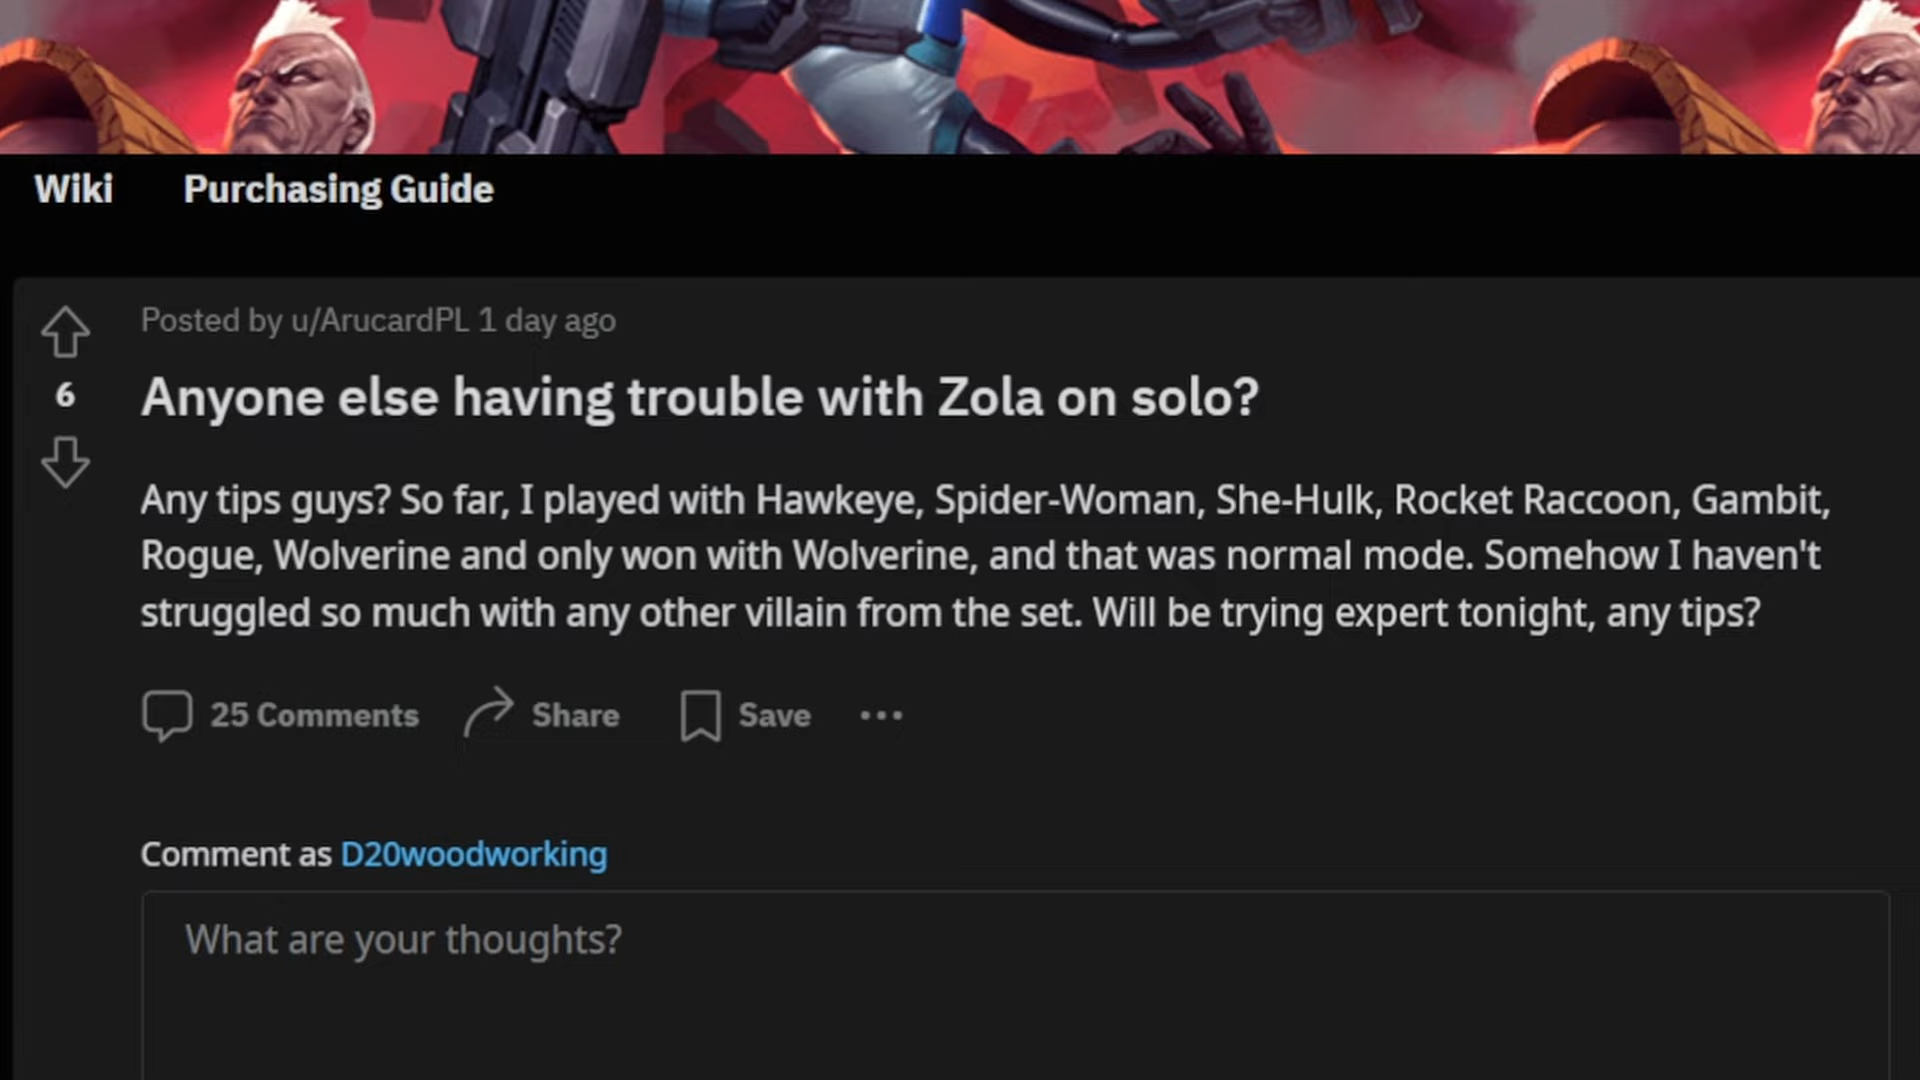 Wiki Purchasing Guide
Posted by u/ArucardPL 1 day ago
6
Anyone else having trouble with Zola on solo?
Any tips guys? So far, I played with Hawkeye, Spider-Woman, She-Hulk, Rocket Raccoon, Gambit,
Rogue, Wolverine and only won with Wolverine, and that was normal mode. Somehow I haven't
struggled so much with any other villain from the set. Will be trying expert tonight, any tips?
25 Comments Share Save
Comment as D20woodworking
What are your thoughts?